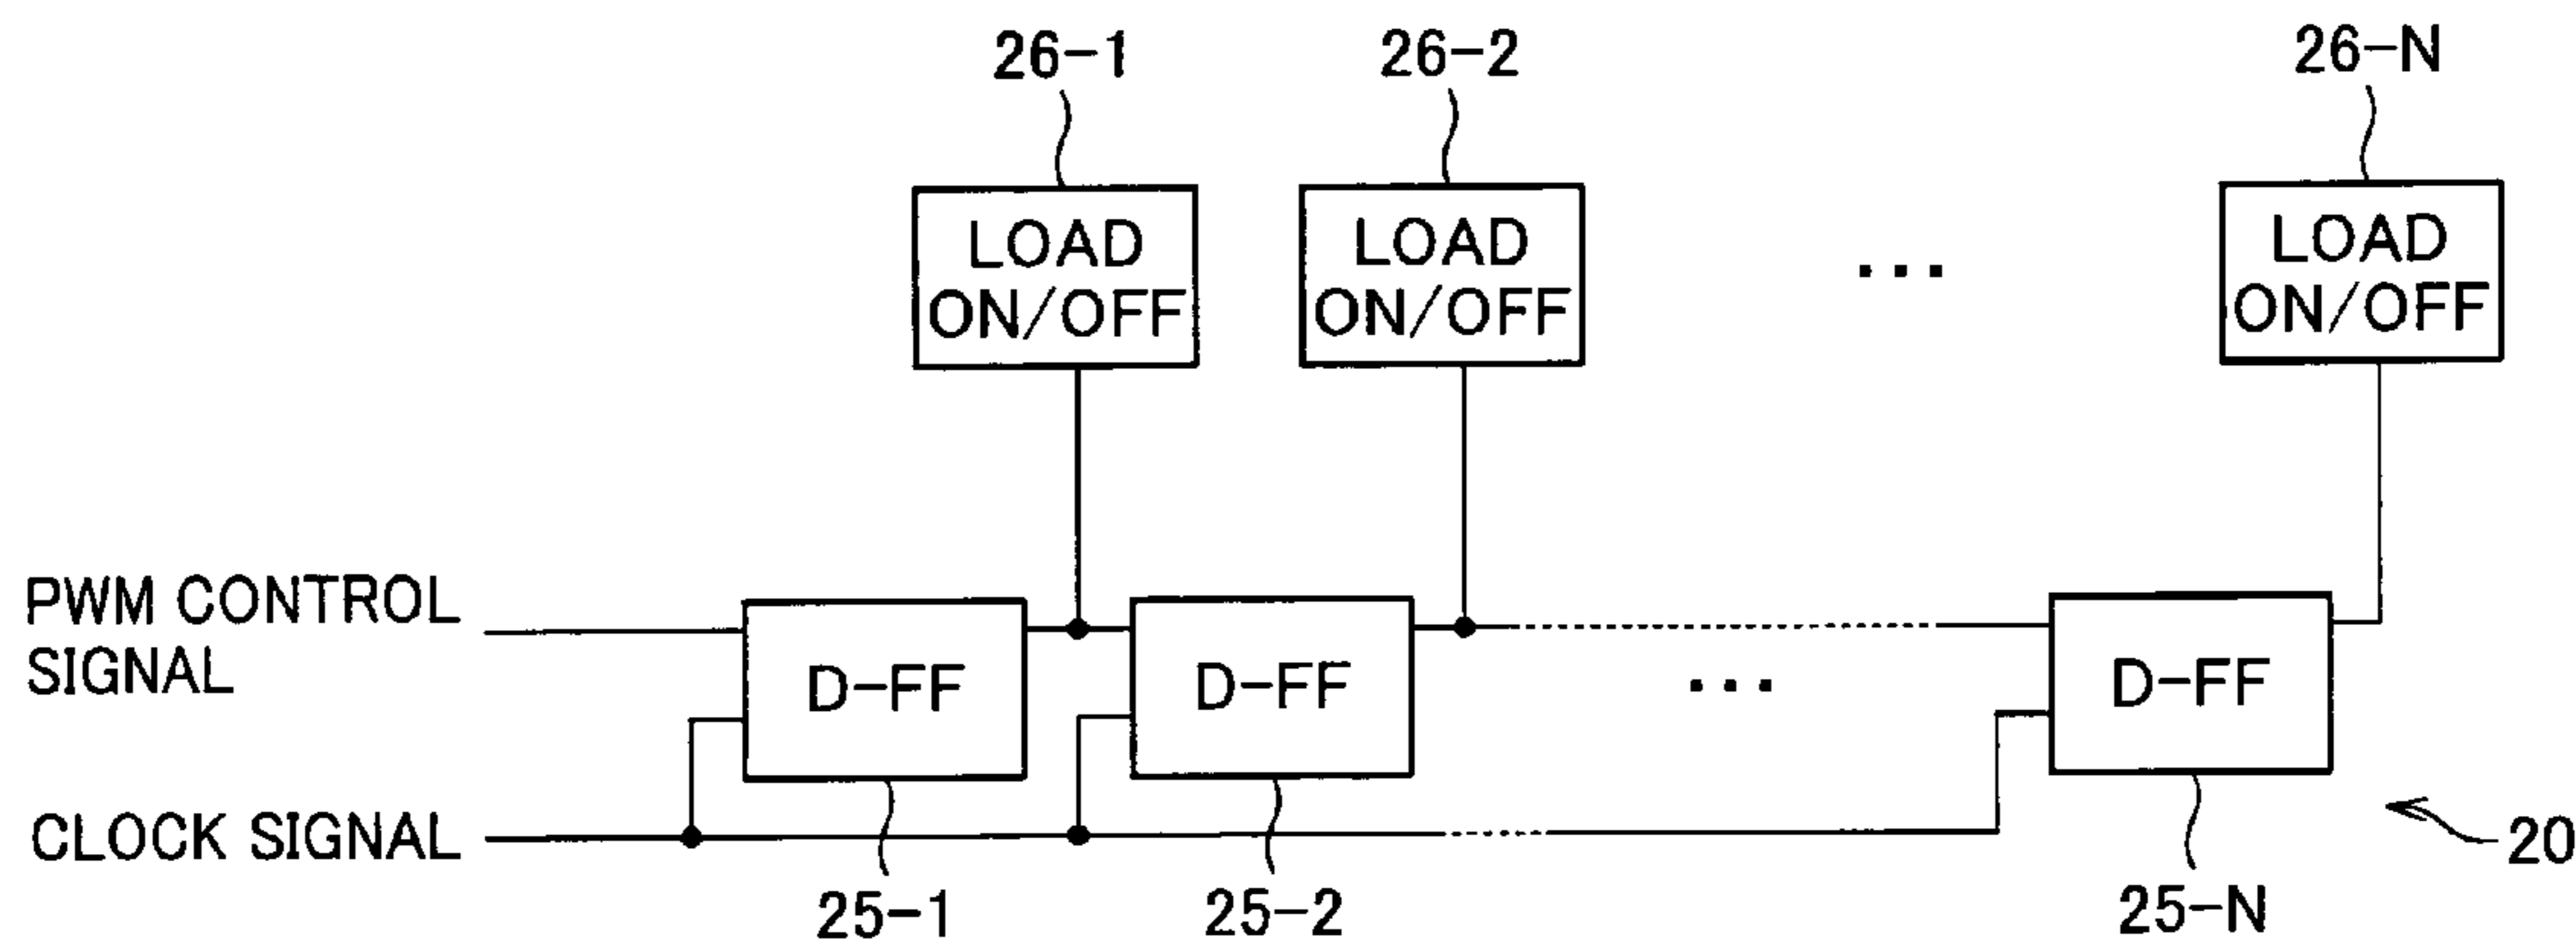 26-1
26-2
26-N
LOAD
ON/OFF
LOAD
ON/OFF
...
LOAD
ON/OFF
PWM CONTROL
SIGNAL
D-FF
D-FF
...
D-FF
CLOCK SIGNAL
20
25-1
25-2
25-N